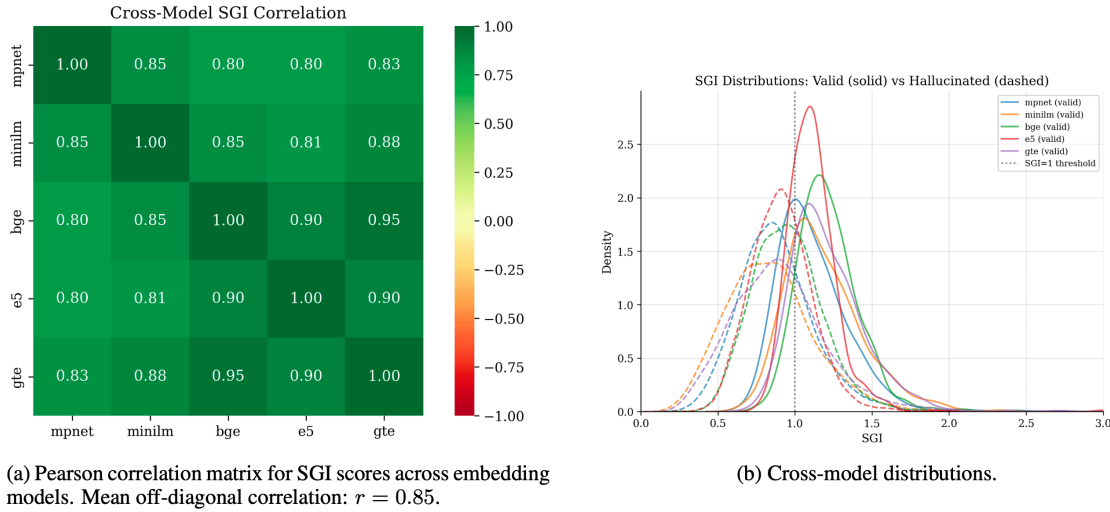 Cross-Model SGI Correlation
mpnet 1.00 0.85 0.80 0.80 0.83
minilm 0.85 1.00 0.85 0.81 0.88
bge 0.80 0.85 1.00 0.90 0.95
e5 0.80 0.81 0.90 1.00 0.90
gte 0.83 0.88 0.95 0.90 1.00
mpnet minilm bge e5 gte
1.00
0.75
0.50
0.25
0.00
−0.25
−0.50
−0.75
−1.00
(a) Pearson correlation matrix for SGI scores across embedding
models. Mean off-diagonal correlation: r = 0.85.
SGI Distributions: Valid (solid) vs Hallucinated (dashed)
mpnet (valid)
minilm (valid)
bge (valid)
e5 (valid)
gte (valid)
SGI=1 threshold
Density
2.5
2.0
1.5
1.0
0.5
0.0
0.0 0.5 1.0 1.5 2.0 2.5 3.0
SGI
(b) Cross-model distributions.